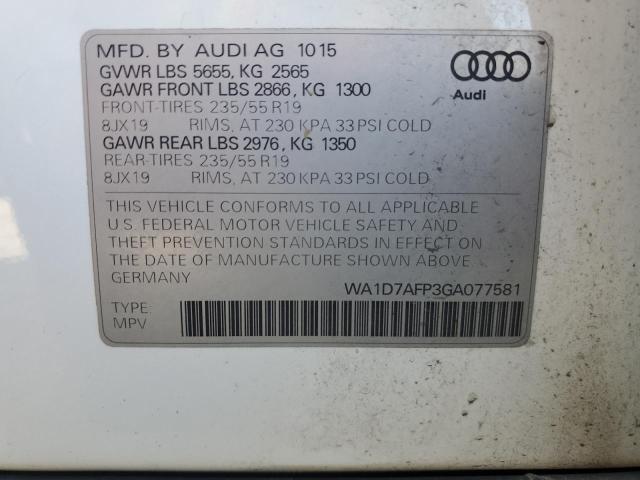 MFD. BY AUDI AG 10 15
GVWR LBS 5655, KG 2565
GAWR FRONT LBS 2866, KG 1300
FRONT-TIRES 235/55 R19
8JX19 RIMS, AT 230 KPA 33 PSI COLD
GAWR REAR LBS 2976, KG 1350
REAR-TIRES 235/55 R19
8JX19 RIMS, AT 230 KPA 33 PSI COLD
Audi
THIS VEHICLE CONFORMS TO ALL APPLICABLE
U.S. FEDERAL MOTOR VEHICLE SAFETY AND
THEFT PREVENTION STANDARDS IN EFFECT ON
THE DATE OF MANUFACTURE SHOWN ABOVE
GERMANY
WA1D7AFP3GA077581
TYPE:
MPV